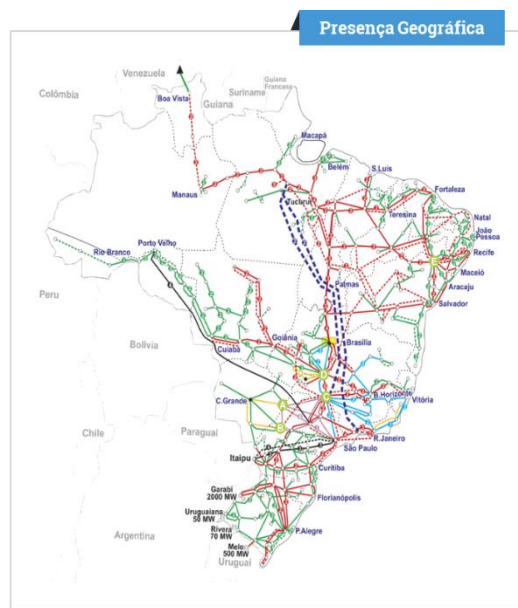 Presença Geográfica
Venezuela
Guiana
Francesa
Suriname
Colômbia
Boa Vista
Guiana
Macapá
Belém
S.Luis
Fortaleza
Manaus
Tucuruí
Teresina
Natal
João
Pessoa
Recife
Porto Velho
Rio Branco
Maceió
Palmas
Aracaju
Salvador
Peru
Goiânia
Brasília
Bolívia
Cuiabá
B.Horizonte
Vitória
C.Grande
Chile
Paraguai
R.Janeiro
São Paulo
Itaipu
Curitiba
Garabi
2000 MW
Florianópolis
Uruguaiana
50 MW
Rivera
70 MW
P.Alegre
Argentina
Melo
500 MW
Uruguai